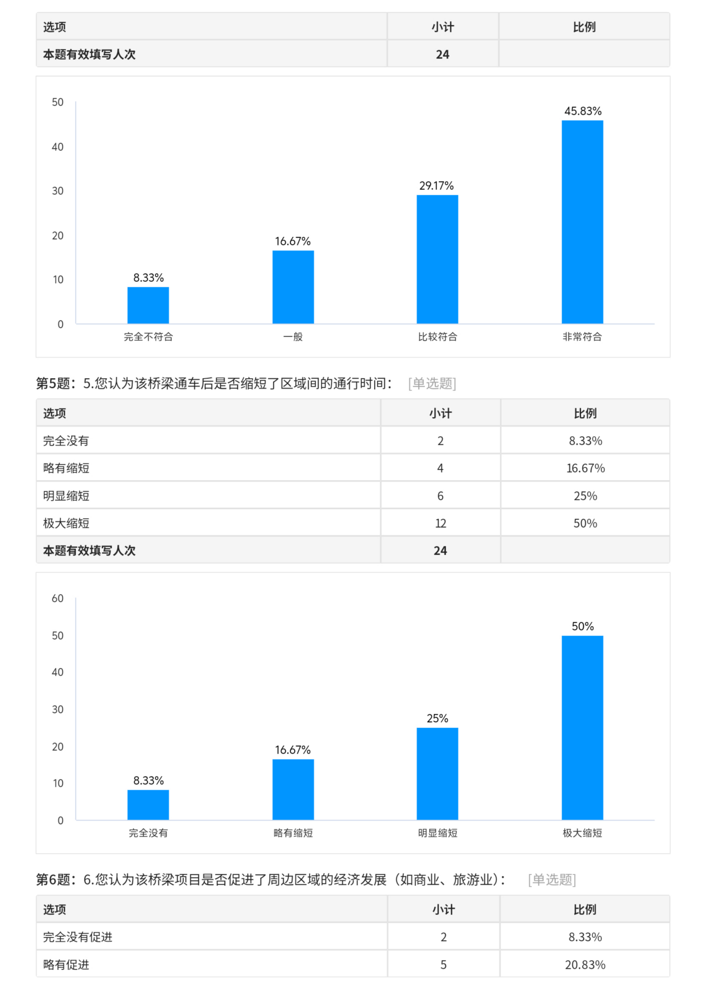 选项 小计 比例
本题有效填写人次 24
50
45.83%
40
29.17%
30
20
16.67%
10
8.33%
0
完全不符合 一般 比较符合 非常符合
第5题：5.您认为该桥梁通车后是否缩短了区域间的通行时间： [单选题]
选项 小计 比例
完全没有 2 8.33%
略有缩短 4 16.67%
明显缩短 6 25%
极大缩短 12 50%
本题有效填写人次 24
60
50%
50
40
30
25%
20
16.67%
10
8.33%
0
完全没有 略有缩短 明显缩短 极大缩短
第6题：6.您认为该桥梁项目是否促进了周边区域的经济发展（如商业、旅游业）： [单选题]
选项 小计 比例
完全没有促进 2 8.33%
略有促进 5 20.83%